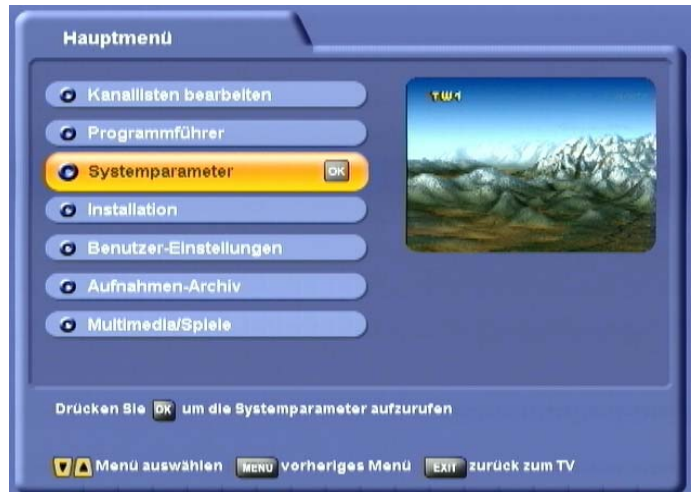 Hauptmenü
Kanallisten bearbeiten
TW1
Programmführer
Systemparameter OK
Installation
Benutzer-Einstellungen
Aufnahmen-Archiv
Multimedia/Spiele
Drücken Sie OK um die Systemparameter aufzurufen
Menü auswählen MENU vorheriges Menü EXIT zurück zum TV